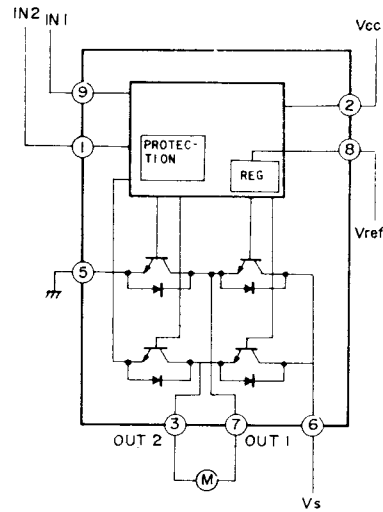 IN2 IN1
Vcc
9
2
1
PROTEC-
TION
8
REG
Vref
5
3
7
6
OUT 2
OUT 1
M
Vs